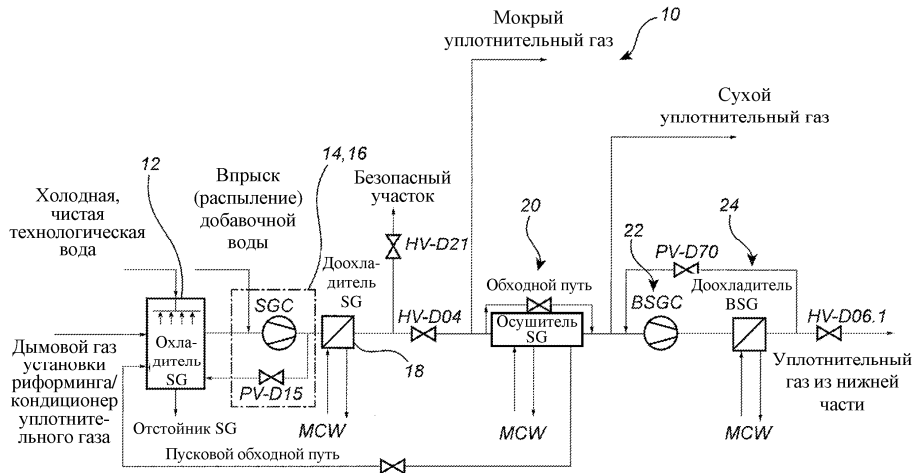 Мокрый
уплотнительный газ
10
Сухой
уплотнительный газ
12
Холодная,
чистая
технологическая
вода
Впрыск
(распыление)
добавочной
воды
14,16
Безопасный
участок
HV-D21
20
22
24
PV-D70
Доохла-
дитель
SG
SGC
Обходной путь
BSGC
Доохладитель
BSG
HV-D04
Осушитель
SG
HV-D06.1
Охла-
дитель
SG
Дымовой газ
установки
риформинга/
кондиционер
уплотните-
льного газа
PV-D15
18
Уплотнительный
газ из нижней
части
Отстойник SG
MCW
MCW
MCW
Пусковой обходной путь